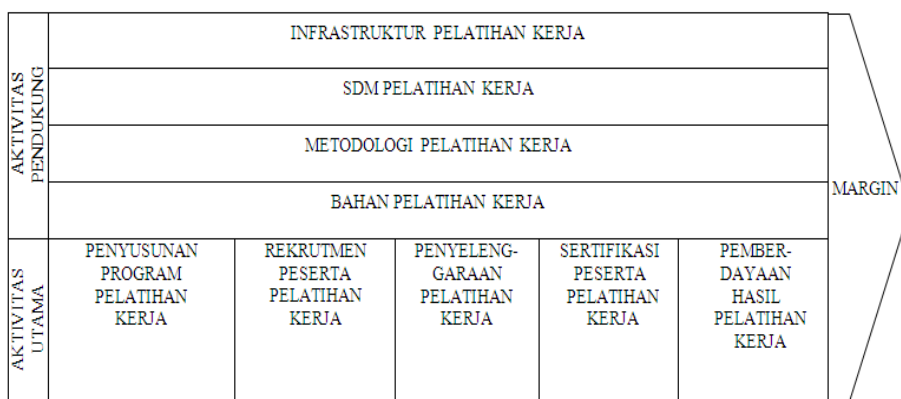 INFRASTRUKTUR PELATIHAN KERJA
SDM PELATIHAN KERJA
METODOLOGI PELATIHAN KERJA
BAHAN PELATIHAN KERJA
AKTIVITAS
PENDUKUNG
MARGIN
AKTIVITAS
UTAMA
PENYUSUNAN
PROGRAM
PELATIHAN
KERJA
REKRUTMEN
PESERTA
PELATIHAN
KERJA
PENYELENG-
GARAAN
PELATIHAN
KERJA
SERTIFIKASI
PESERTA
PELATIHAN
KERJA
PEMBER-
DAYAAN
HASIL
PELATIHAN
KERJA